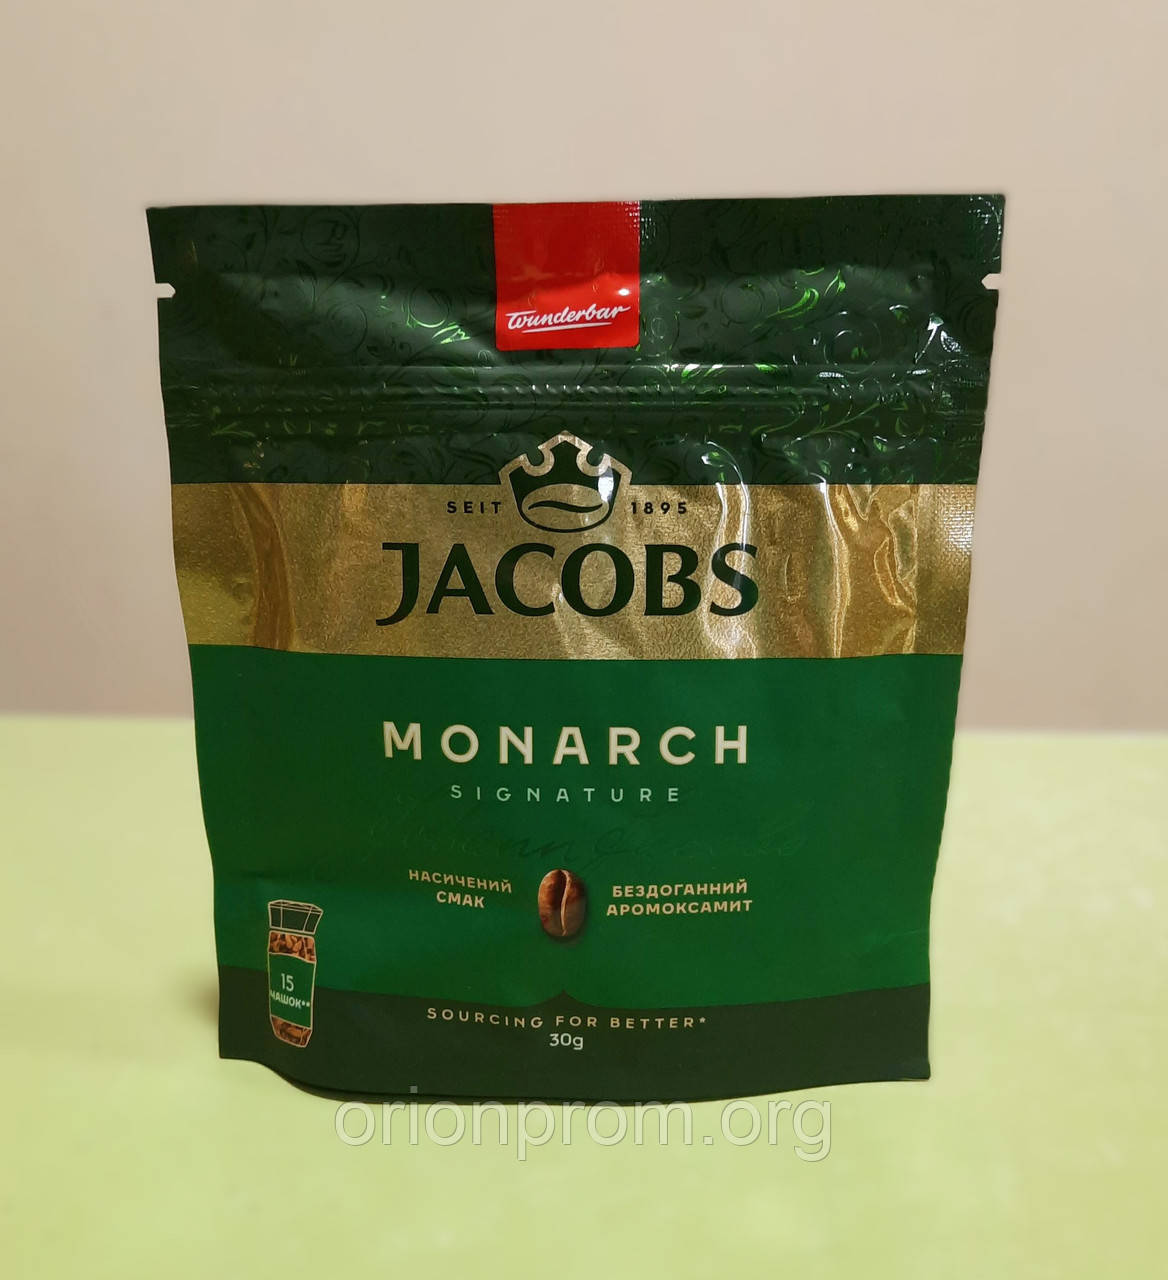 Wunderbar
SEIT 1895
JACOBS
MONARCH
SIGNATURE
НАСИЧЕНИЙ
СМАК
БЕЗДОГАННИЙ
АРОМОКСАМИТ
15
ЧАШОК**
SOURCING FOR BETTER*
30g
orionprom.org